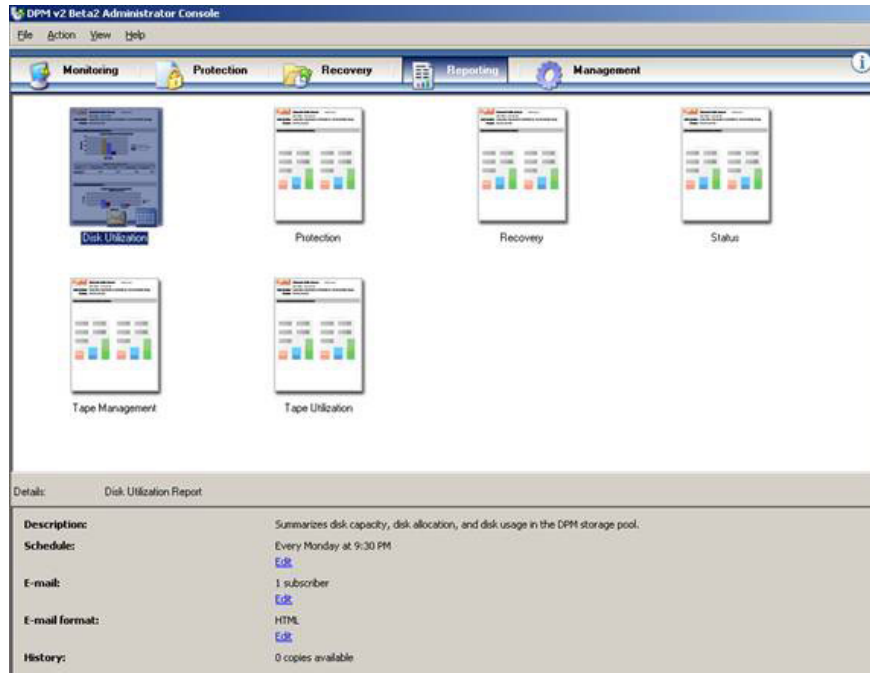 DPM v2 Beta2 Administrator Console
File Action View Help
Monitoring Protection Recovery Reporting Management
Disk Utilization Protection Recovery Status
Tape Management Tape Utilization
Details: Disk Utilization Report
Description: Summarizes disk capacity, disk allocation, and disk usage in the DPM storage pool.
Schedule: Every Monday at 9:30 PM
Edit
E-mail: 1 subscriber
Edit
E-mail format: HTML
Edit
History: 0 copies available